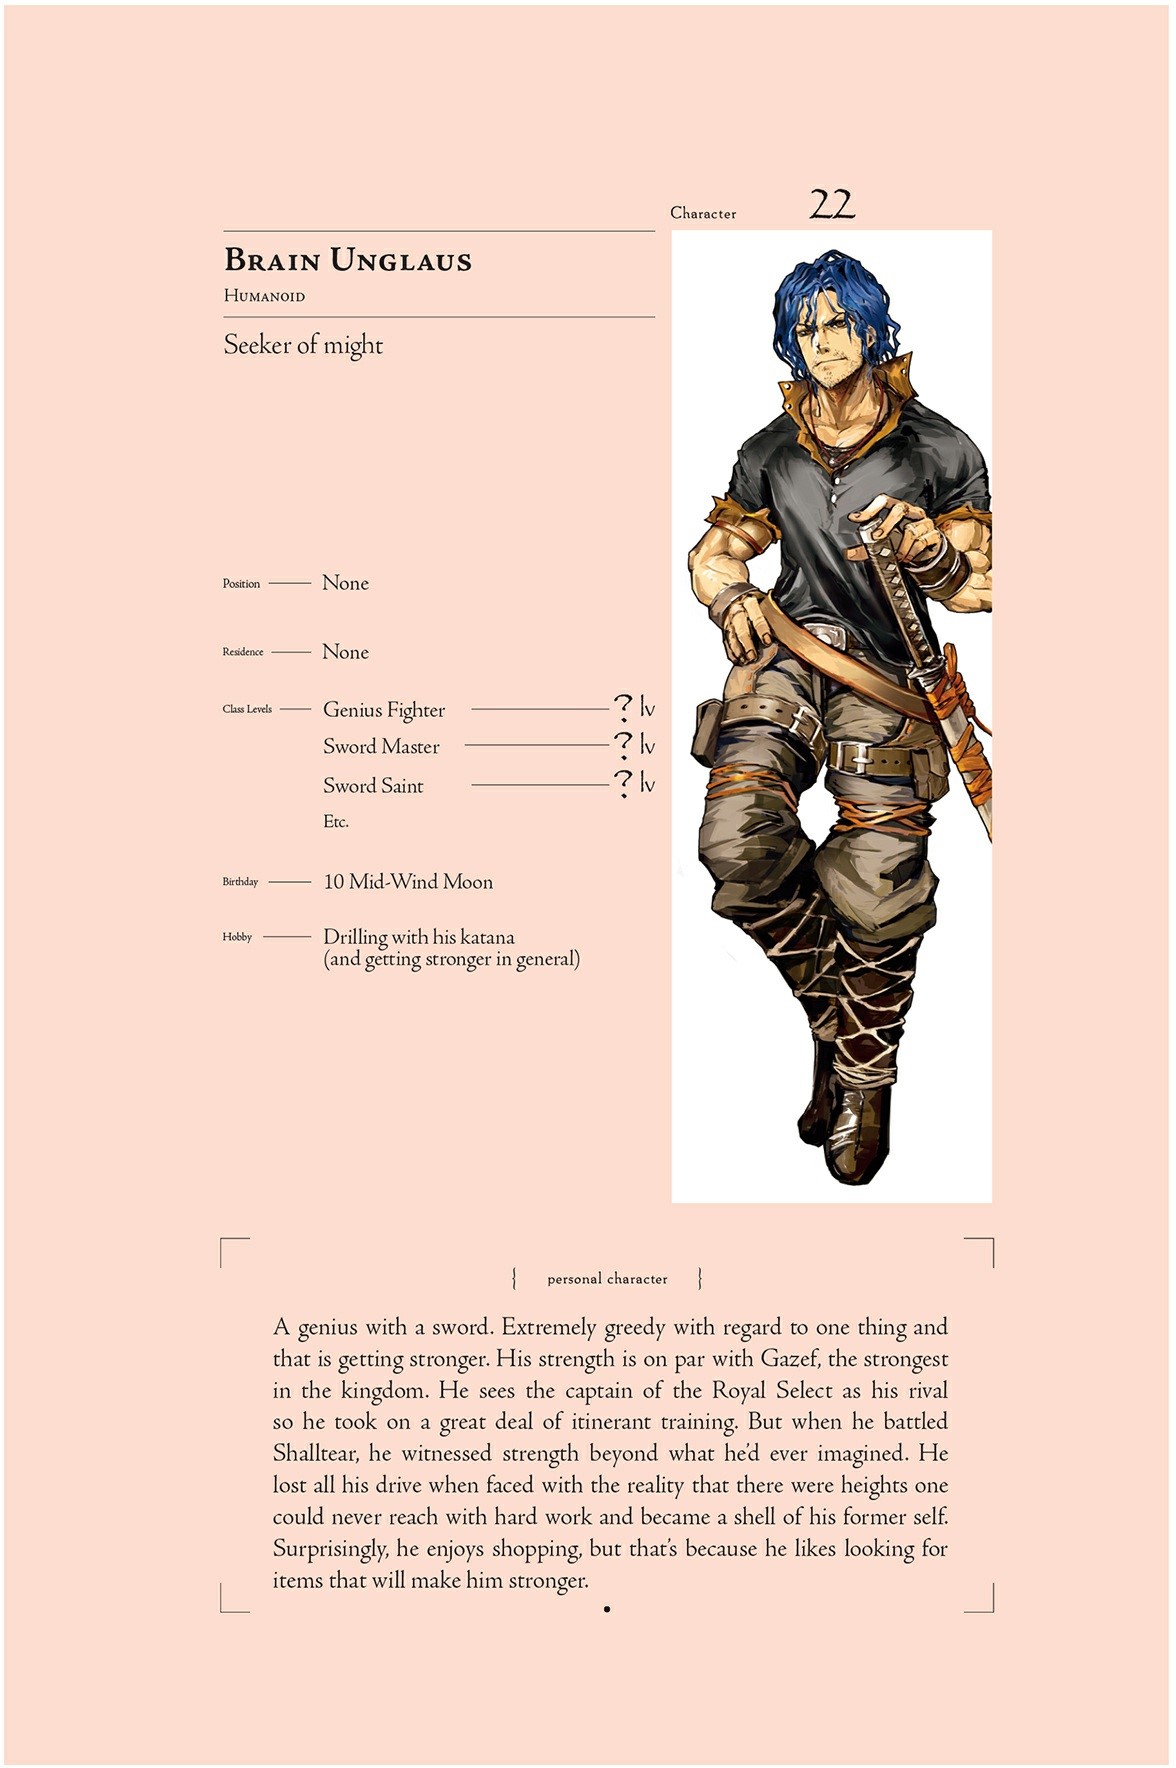 Character 22
Brain Unglaus
Humanoid
Seeker of might
Position None
Residence None
Class Levels Genius Fighter ? lv
Sword Master ? lv
Sword Saint ? lv
Etc.
Birthday 10 Mid-Wind Moon
Hobby Drilling with his katana
(and getting stronger in general)
{ personal character }
A genius with a sword. Extremely greedy with regard to one thing and
that is getting stronger. His strength is on par with Gazef, the strongest
in the kingdom. He sees the captain of the Royal Select as his rival
so he took on a great deal of itinerant training. But when he battled
Shalltear, he witnessed strength beyond what he’d ever imagined. He
lost all his drive when faced with the reality that there were heights one
could never reach with hard work and became a shell of his former self.
Surprisingly, he enjoys shopping, but that’s because he likes looking for
items that will make him stronger.